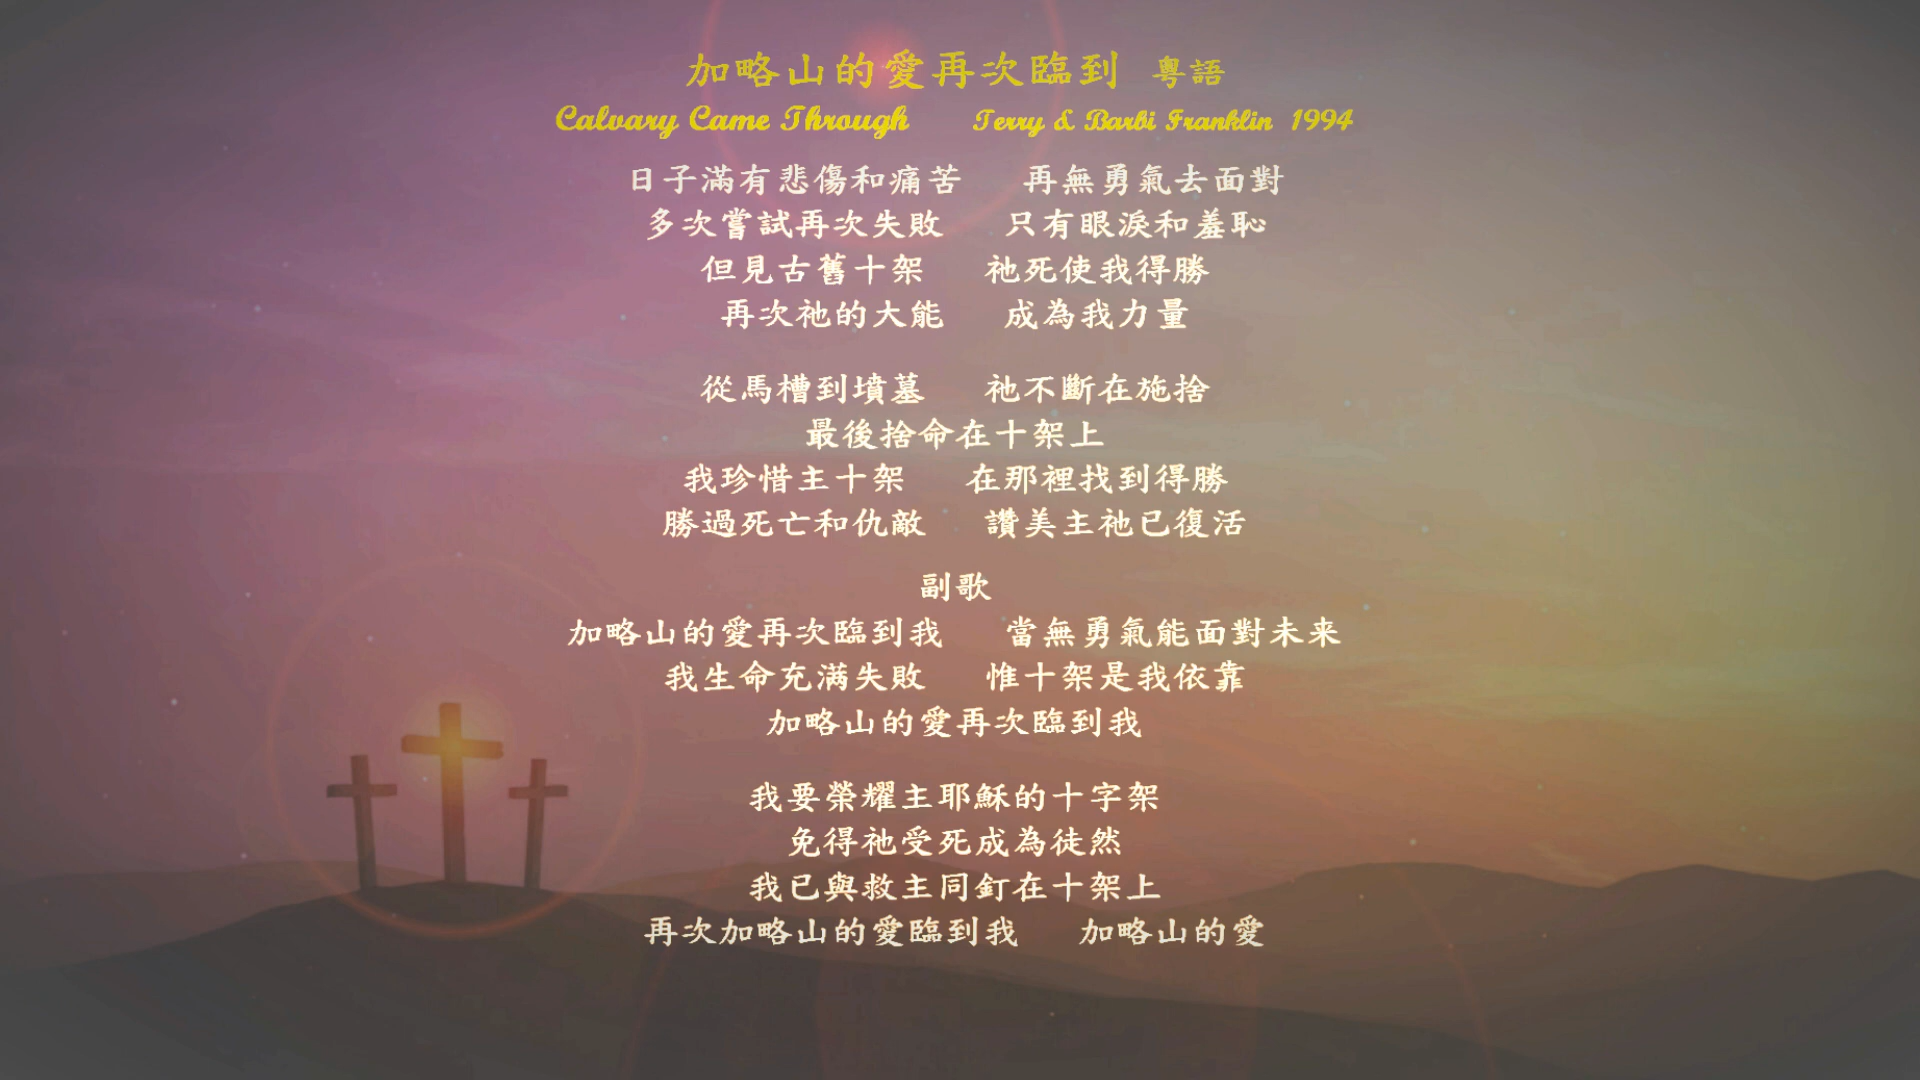 加略山的愛再次臨到 粵語
Calvary Came Through Terry & Barbi Franklin 1994
日子滿有悲傷和痛苦 再無勇氣去面對
多次嘗試再次失敗 只有眼淚和羞恥
但見古舊十架 祂死使我得勝
再次祂的大能 成為我力量
從馬槽到墳墓 祂不斷在施捨
最後捨命在十架上
我珍惜主十架 在那裡找到得勝
勝過死亡和仇敵 讚美主祂已復活
副歌
加略山的愛再次臨到我 當無勇氣能面對未来
我生命充滿失敗 惟十架是我依靠
加略山的愛再次臨到我
我要榮耀主耶穌的十字架
免得祂受死成為徒然
我已與救主同釘在十架上
再次加略山的愛臨到我 加略山的愛